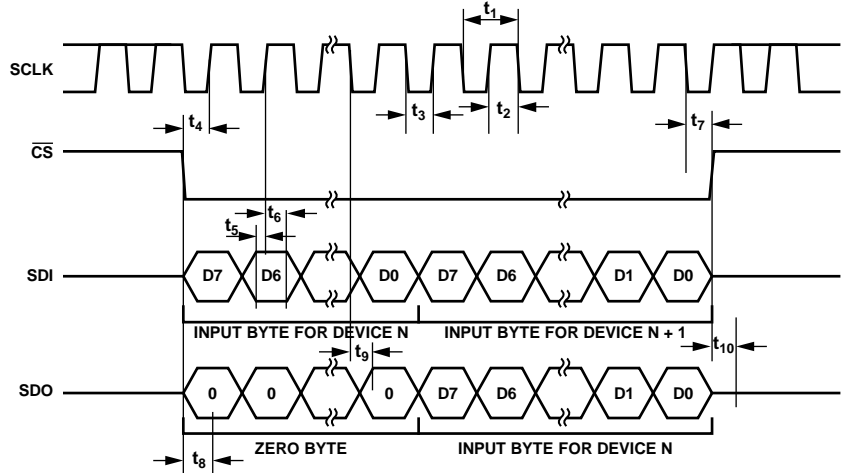 t1
SCLK
t4
t3
t2
t7
CS
t6
t5
SDI
D7
D6
D0
D7
D6
D1
D0
INPUT BYTE FOR DEVICE N
INPUT BYTE FOR DEVICE N + 1
t9
t10
SDO
0
0
0
D7
D6
D1
D0
ZERO BYTE
INPUT BYTE FOR DEVICE N
t8